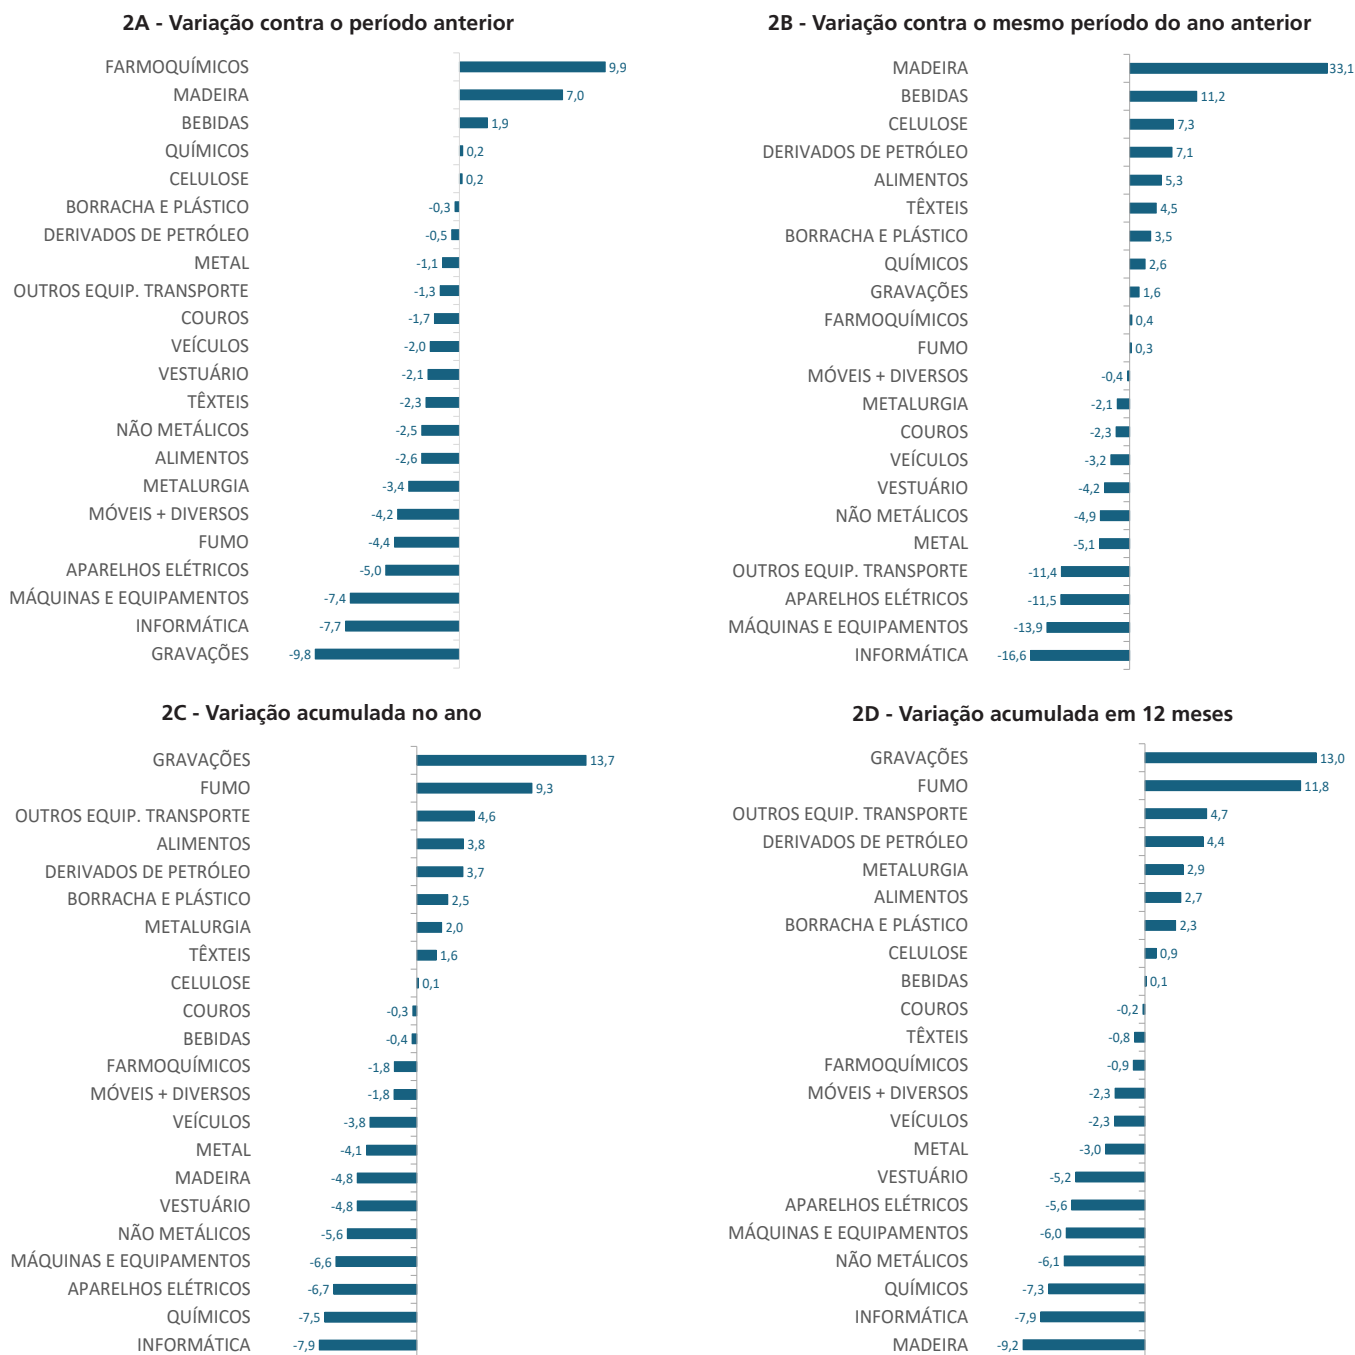 2A - Variação contra o período anterior
FARMOQUÍMICOS 9,9
MADEIRA 7,0
BEBIDAS 1,9
QUÍMICOS 0,2
CELULOSE 0,2
BORRACHA E PLÁSTICO -0,3
DERIVADOS DE PETRÓLEO -0,5
METAL -1,1
OUTROS EQUIP. TRANSPORTE -1,3
COUROS -1,7
VEÍCULOS -2,0
VESTUÁRIO -2,1
TÊXTEIS -2,3
NÃO METÁLICOS -2,5
ALIMENTOS -2,6
METALURGIA -3,4
MÓVEIS + DIVERSOS -4,2
FUMO -4,4
APARELHOS ELÉTRICOS -5,0
MÁQUINAS E EQUIPAMENTOS -7,4
INFORMÁTICA -7,7
GRAVAÇÕES -9,8
2B - Variação contra o mesmo período do ano anterior
MADEIRA 33,1
BEBIDAS 11,2
CELULOSE 7,3
DERIVADOS DE PETRÓLEO 7,1
ALIMENTOS 5,3
TÊXTEIS 4,5
BORRACHA E PLÁSTICO 3,5
QUÍMICOS 2,6
GRAVAÇÕES 1,6
FARMOQUÍMICOS 0,4
FUMO 0,3
MÓVEIS + DIVERSOS -0,4
METALURGIA -2,1
COUROS -2,3
VEÍCULOS -3,2
VESTUÁRIO -4,2
NÃO METÁLICOS -4,9
METAL -5,1
OUTROS EQUIP. TRANSPORTE -11,4
APARELHOS ELÉTRICOS -11,5
MÁQUINAS E EQUIPAMENTOS -13,9
INFORMÁTICA -16,6
2C - Variação acumulada no ano
GRAVAÇÕES 13,7
FUMO 9,3
OUTROS EQUIP. TRANSPORTE 4,6
ALIMENTOS 3,8
DERIVADOS DE PETRÓLEO 3,7
BORRACHA E PLÁSTICO 2,5
METALURGIA 2,0
TÊXTEIS 1,6
CELULOSE 0,1
COUROS -0,3
BEBIDAS -0,4
FARMOQUÍMICOS -1,8
MÓVEIS + DIVERSOS -1,8
VEÍCULOS -3,8
METAL -4,1
MADEIRA -4,8
VESTUÁRIO -4,8
NÃO METÁLICOS -5,6
MÁQUINAS E EQUIPAMENTOS -6,6
APARELHOS ELÉTRICOS -6,7
QUÍMICOS -7,5
INFORMÁTICA -7,9
2D - Variação acumulada em 12 meses
GRAVAÇÕES 13,0
FUMO 11,8
OUTROS EQUIP. TRANSPORTE 4,7
DERIVADOS DE PETRÓLEO 4,4
METALURGIA 2,9
ALIMENTOS 2,7
BORRACHA E PLÁSTICO 2,3
CELULOSE 0,9
BEBIDAS 0,1
COUROS -0,2
TÊXTEIS -0,8
FARMOQUÍMICOS -0,9
MÓVEIS + DIVERSOS -2,3
VEÍCULOS -2,3
METAL -3,0
VESTUÁRIO -5,2
APARELHOS ELÉTRICOS -5,6
MÁQUINAS E EQUIPAMENTOS -6,0
NÃO METÁLICOS -6,1
QUÍMICOS -7,3
INFORMÁTICA -7,9
MADEIRA -9,2